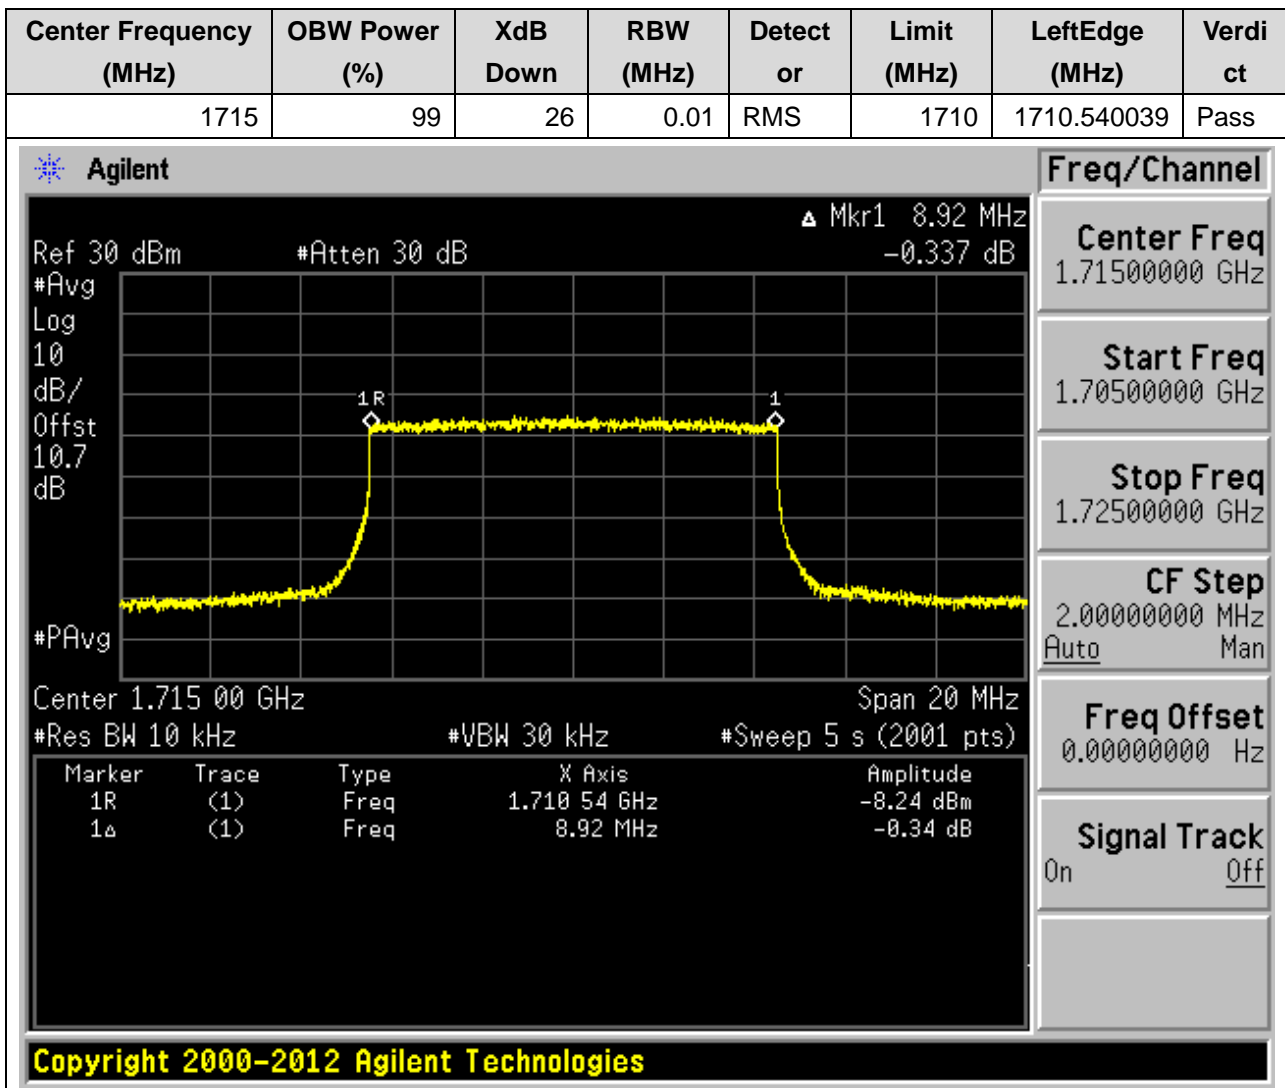 Center Frequency (MHz) OBW Power (%) XdB Down RBW (MHz) Detect or Limit (MHz) LeftEdge (MHz) Verdi ct
1715 99 26 0.01 RMS 1710 1710.540039 Pass
Agilent
Freq/Channel
Δ Mkr1 8.92 MHz
Ref 30 dBm #Atten 30 dB -0.337 dB
#Avg
Log
10
dB/
Offst
10.7
dB
#PAvg
1R
1
Center 1.715 00 GHz Span 20 MHz
#Res BW 10 kHz #VBW 30 kHz #Sweep 5 s (2001 pts)
Marker Trace Type X Axis Amplitude
1R (1) Freq 1.710 54 GHz -8.24 dBm
1Δ (1) Freq 8.92 MHz -0.34 dB
Center Freq
1.71500000 GHz
Start Freq
1.70500000 GHz
Stop Freq
1.72500000 GHz
CF Step
2.00000000 MHz
Auto Man
Freq Offset
0.00000000 Hz
Signal Track
On Off
Copyright 2000-2012 Agilent Technologies